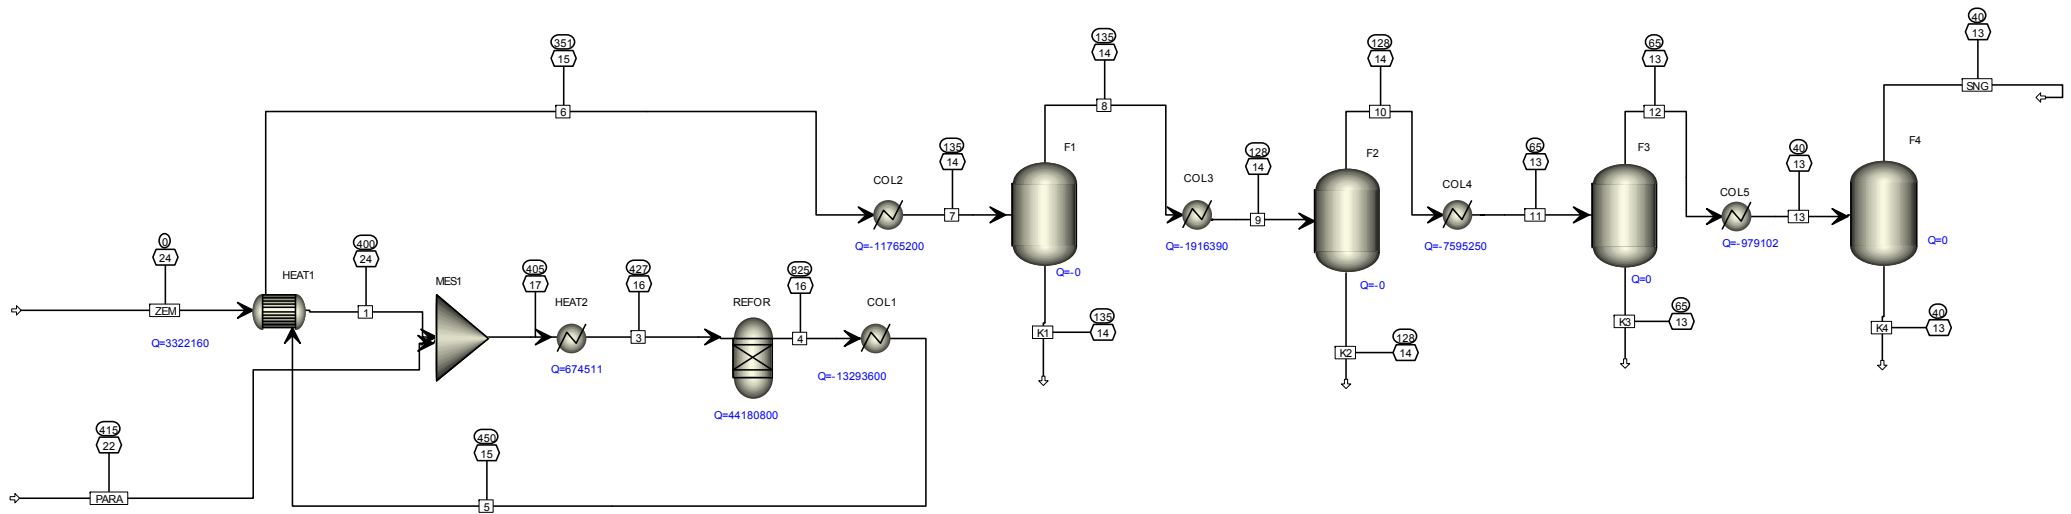 40
13
SNG
351
15
6
135
14
8
128
14
10
65
13
12
F1
F2
F3
F4
135
14
7
COL2
Q=-11765200
128
14
9
COL3
Q=-1916390
65
13
11
COL4
Q=-7595250
40
13
13
COL5
Q=-979102
Q=0
Q=-0
Q=-0
Q=0
0
24
ZEM
HEAT1
Q=3322160
400
24
1
MES1
405
17
HEAT2
Q=674511
427
16
3
REFOR
Q=44180800
825
16
4
COL1
Q=-13293600
K1
135
14
K2
128
14
K3
65
13
K4
40
13
415
22
PARA
450
15
5